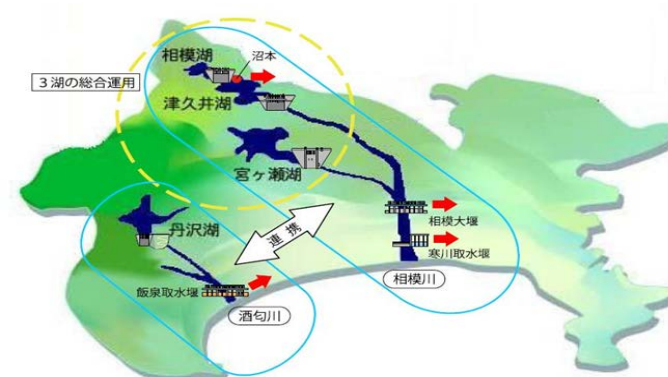 相模湖
沼本
3湖の総合運用
津久井湖
宮ヶ瀬湖
丹沢湖
連携
相模大堰
寒川取水堰
飯泉取水堰
相模川
酒匂川